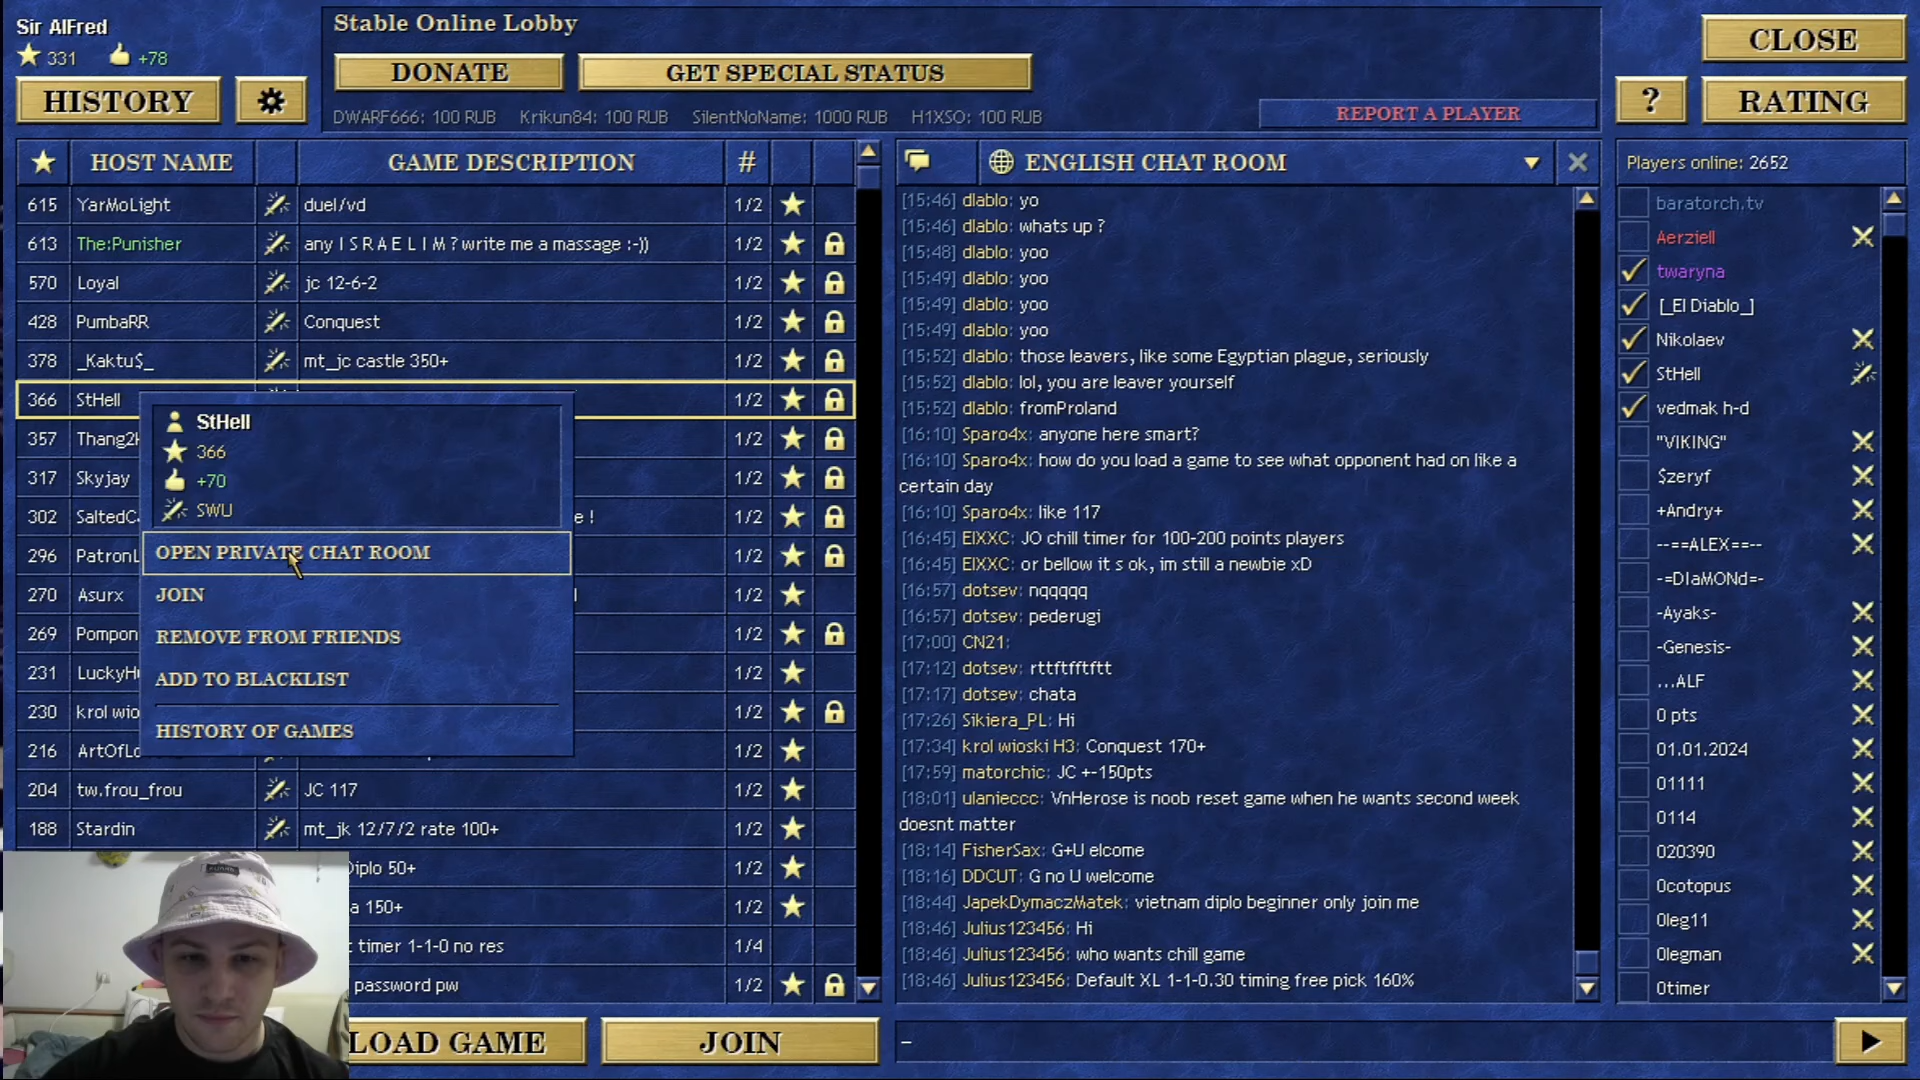 Sir AlFred
331 +78
HISTORY
Stable Online Lobby
DONATE
GET SPECIAL STATUS
DWARF666: 100 RUB Krikun84: 100 RUB SilentNoName: 1000 RUB H1XSO: 100 RUB
REPORT A PLAYER
CLOSE
?
RATING
HOST NAME GAME DESCRIPTION #
615 YarMoLight duel/vd 1/2
613 The:Punisher any I S R A E L I M ? write me a massage :-)) 1/2
570 Loyal jc 12-6-2 1/2
428 PumbaRR Conquest 1/2
378 _Kaktu$_ mt_jc castle 350+ 1/2
366 StHell 1/2
357 1/2
317 Skyjay 1/2
302 e ! 1/2
296 1/2
270 Asurx 1/2
269 Pompon 1/2
231 1/2
230 krol wio 1/2
216 1/2
204 tw.frou_frou JC 117 1/2
188 Stardin mt_jk 12/7/2 rate 100+ 1/2
Diplo 50+ 1/2
a 150+ 1/2
timer 1-1-0 no res 1/4
password pw 1/2
StHell
366
+70
SWU
OPEN PRIVATE CHAT ROOM
JOIN
REMOVE FROM FRIENDS
ADD TO BLACKLIST
HISTORY OF GAMES
LOAD GAME
JOIN
ENGLISH CHAT ROOM
[15:46] dlablo: yo
[15:46] dlablo: whats up ?
[15:48] dlablo: yoo
[15:49] dlablo: yoo
[15:49] dlablo: yoo
[15:49] dlablo: yoo
[15:52] dlablo: those leavers, like some Egyptian plague, seriously
[15:52] dlablo: lol, you are leaver yourself
[15:52] dlablo: fromProland
[16:10] Sparo4x: anyone here smart?
[16:10] Sparo4x: how do you load a game to see what opponent had on like a
certain day
[16:10] Sparo4x: like 117
[16:45] EIXXC: JO chill timer for 100-200 points players
[16:45] EIXXC: or bellow it s ok, im still a newbie xD
[16:57] dotsev: nqqqqq
[16:57] dotsev: pederugi
[17:00] CN21:
[17:12] dotsev: rttftfftftt
[17:17] dotsev: chata
[17:26] Sikiera_PL: Hi
[17:34] krol wioski H3: Conquest 170+
[17:59] matorchic: JC +-150pts
[18:01] ulanieccc: VnHerose is noob reset game when he wants second week
doesnt matter
[18:14] FisherSax: G+U elcome
[18:16] DDCUT: G no U welcome
[18:44] JapekDymaczMatek: vietnam diplo beginner only join me
[18:46] Julius123456: Hi
[18:46] Julius123456: who wants chill game
[18:46] Julius123456: Default XL 1-1-0.30 timing free pick 160%
Players online: 2652
baratorch.tv
Aerziell
twaryna
[_El Diablo_]
Nikolaev
StHell
vedmak h-d
"VIKING"
$zeryf
+Andry+
--==ALEX==--
-=DIaMONd=-
-Ayaks-
-Genesis-
...ALF
0 pts
01.01.2024
01111
0114
020390
0cotopus
0leg11
0legman
0timer